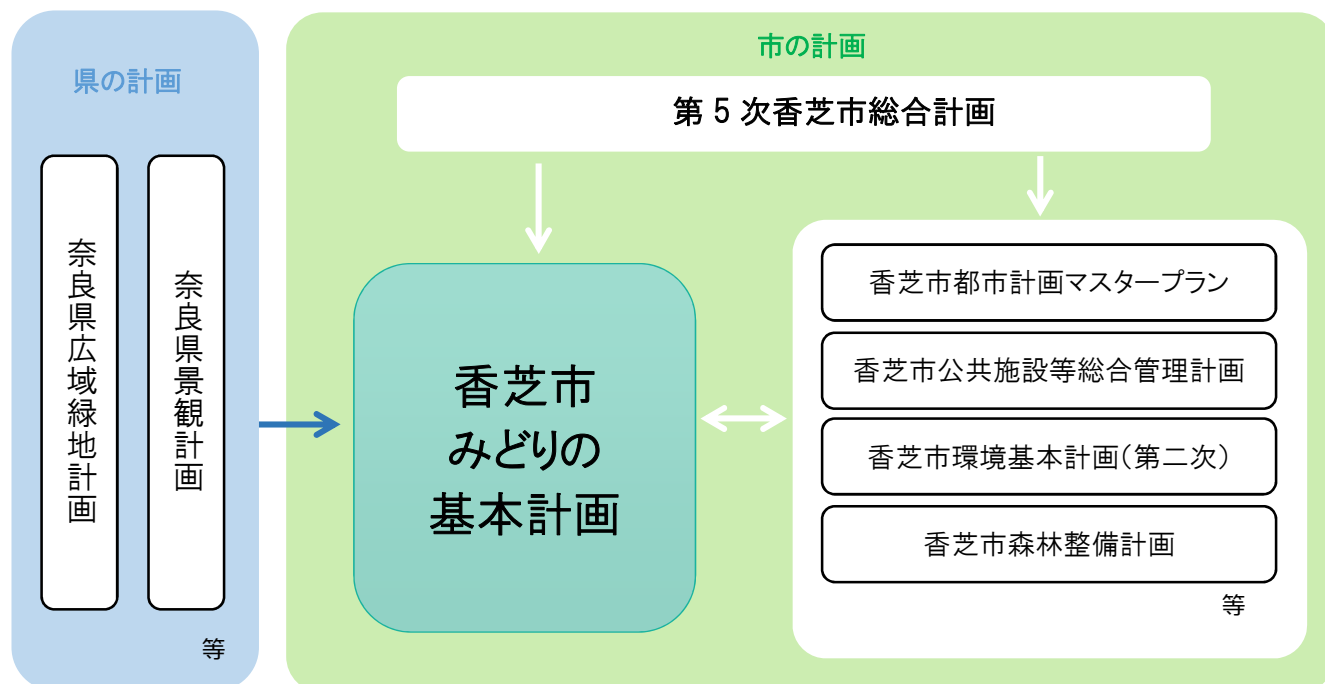 県の計画
奈良県広域緑地計画
奈良県景観計画
等
市の計画
第 5 次香芝市総合計画
香芝市
みどりの
基本計画
香芝市都市計画マスタープラン
香芝市公共施設等総合管理計画
香芝市環境基本計画（第二次）
香芝市森林整備計画
等